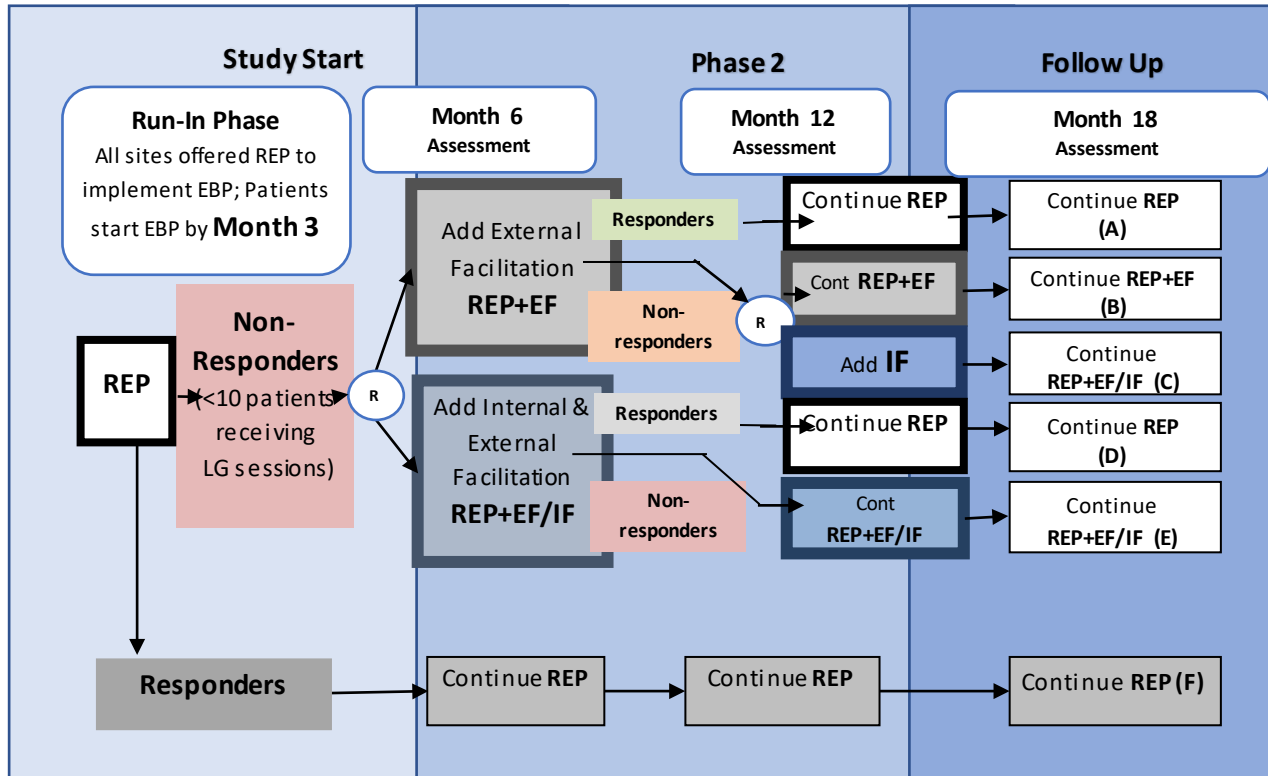 Study Start
Phase 2
Follow Up
Run-In Phase
All sites offered REP to
implement EBP; Patients
start EBP by Month 3
Month 6
Assessment
Month 12
Assessment
Month 18
Assessment
REP
Non-
Responders
(<10 patients
receiving
LG sessions)
R
Add External
Facilitation
REP+EF
Responders
Non-
responders
R
Continue REP
Cont REP+EF
Add IF
Continue REP
(A)
Continue REP+EF
(B)
Continue
REP+EF/IF (C)
Add Internal &
External
Facilitation
REP+EF/IF
Responders
Non-
responders
Continue REP
Cont
REP+EF/IF
Continue REP
(D)
Continue
REP+EF/IF (E)
Responders
Continue REP
Continue REP
Continue REP (F)